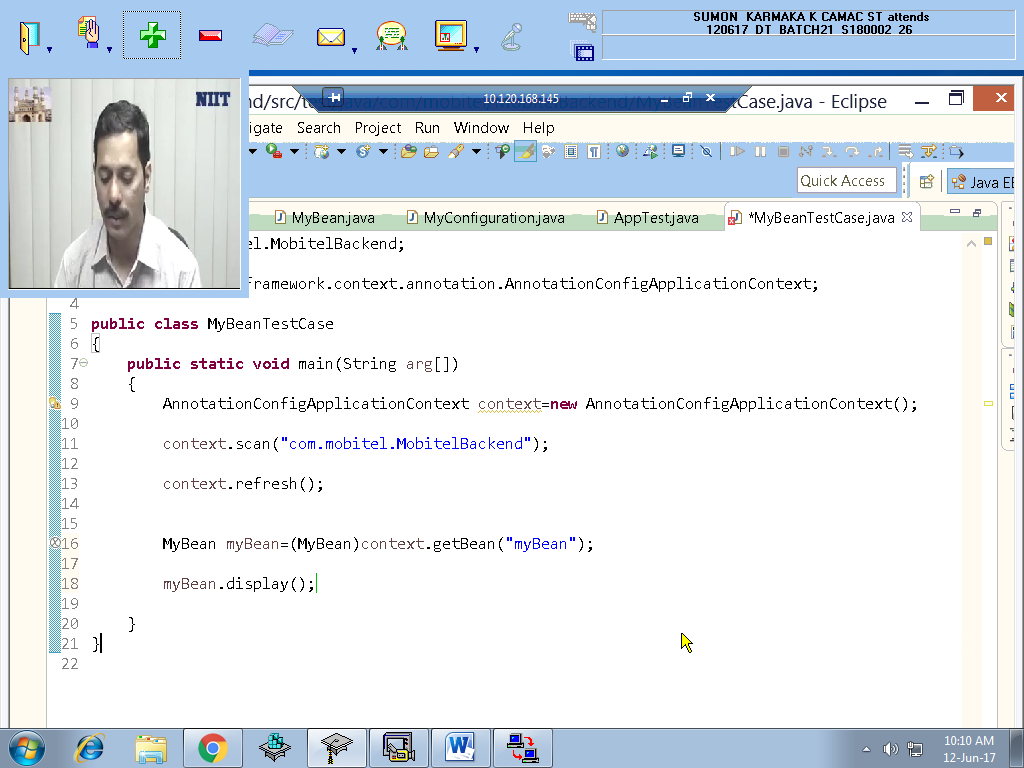 SUMON KARMAKA K CAMAC ST attends
120617 DT BATCH21 S180002 26
NIIT
10.120.168.145
Case.java - Eclipse
igate Search Project Run Window Help
Quick Access
Java EE
MyBean.java
MyConfiguration.java
AppTest.java
*MyBeanTestCase.java
el.MobitelBackend;
framework.context.annotation.AnnotationConfigApplicationContext;
4
5 public class MyBeanTestCase
6 {
7 public static void main(String arg[])
8 {
9 AnnotationConfigApplicationContext context=new AnnotationConfigApplicationContext();
10
11 context.scan("com.mobitel.MobitelBackend");
12
13 context.refresh();
14
15
16 MyBean myBean=(MyBean)context.getBean("myBean");
17
18 myBean.display();
19
20 }
21 }
22
10:10 AM
12-Jun-17